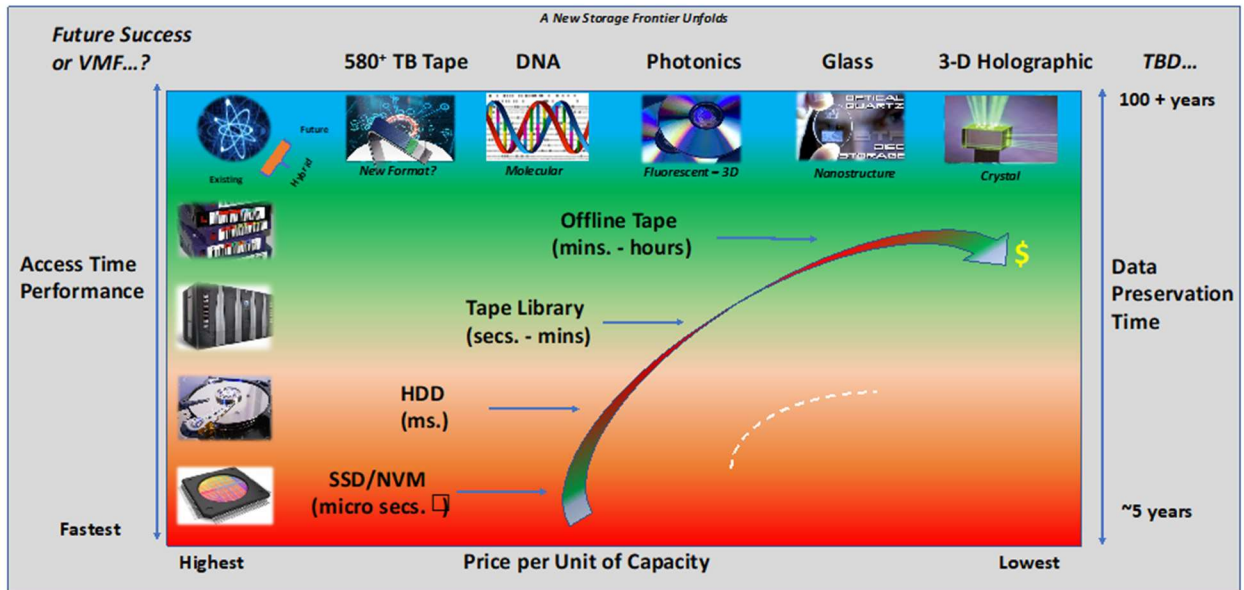 A New Storage Frontier Unfolds
Future Success
or VMF...?
580+ TB Tape
DNA
Photonics
Glass
3-D Holographic
TBD...
100 + years
Future
Hybrid
Existing
New Format?
Molecular
Fluorescent – 3D
OPTICAL
QUARTZ
STORAGE
Nanostructure
Crystal
Offline Tape
(mins. - hours)
$
Access Time
Performance
Data
Preservation
Time
Tape Library
(secs. - mins)
HDD
(ms.)
SSD/NVM
(micro secs. )
~5 years
Fastest
Highest
Price per Unit of Capacity
Lowest